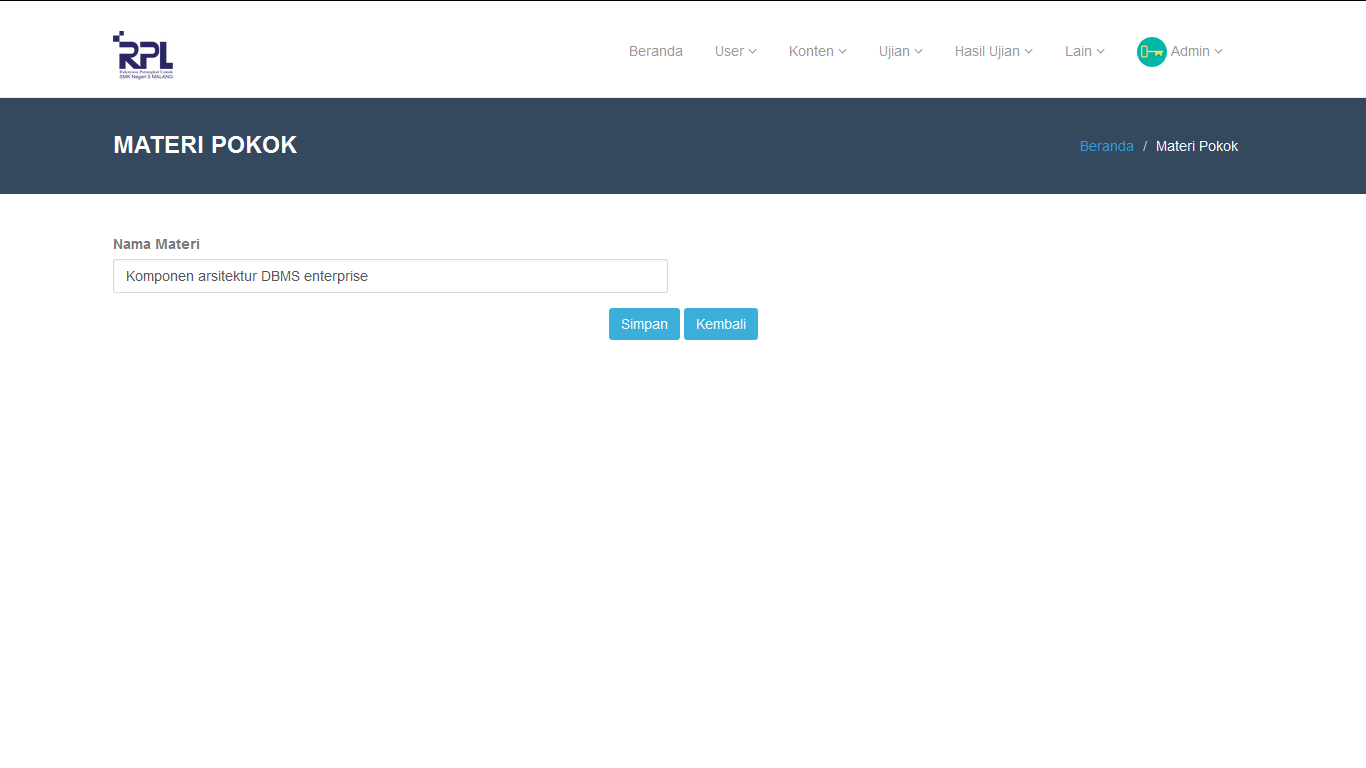 RPL
Rekayasa Perangkat Lunak
SMK Negeri 5 MALANG
Beranda User Konten Ujian Hasil Ujian Lain Admin
MATERI POKOK
Beranda / Materi Pokok
Nama Materi
Komponen arsitektur DBMS enterprise
Simpan Kembali